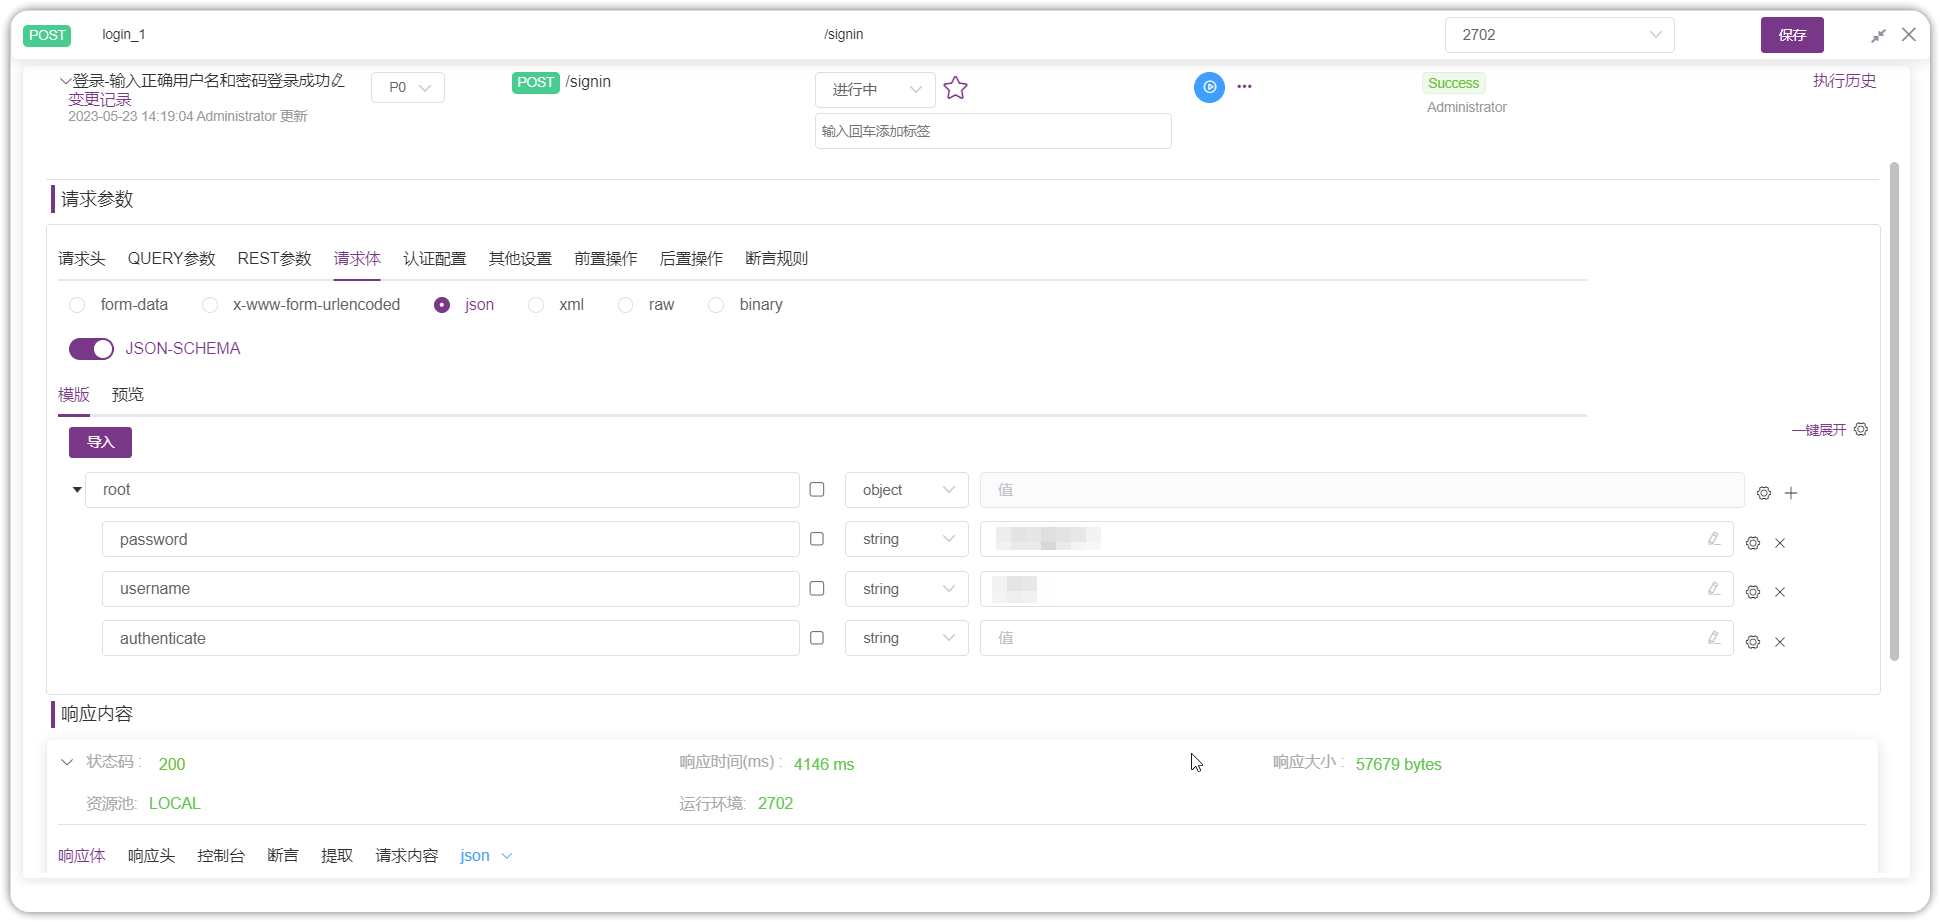 POST login_1 /signin 2702 保存
登录-输入正确用户名和密码登录成功 P0 POST /signin 进行中 Success 执行历史
变更记录 Administrator
2023-05-23 14:19:04 Administrator 更新
输入回车添加标签
请求参数
请求头 QUERY参数 REST参数 请求体 认证配置 其他设置 前置操作 后置操作 断言规则
form-data x-www-form-urlencoded json xml raw binary
JSON-SCHEMA
模版 预览
导入 一键展开
root object 值
password string
username string
authenticate string 值
响应内容
状态码 : 200 响应时间(ms) : 4146 ms 响应大小 : 57679 bytes
资源池: LOCAL 运行环境: 2702
响应体 响应头 控制台 断言 提取 请求内容 json